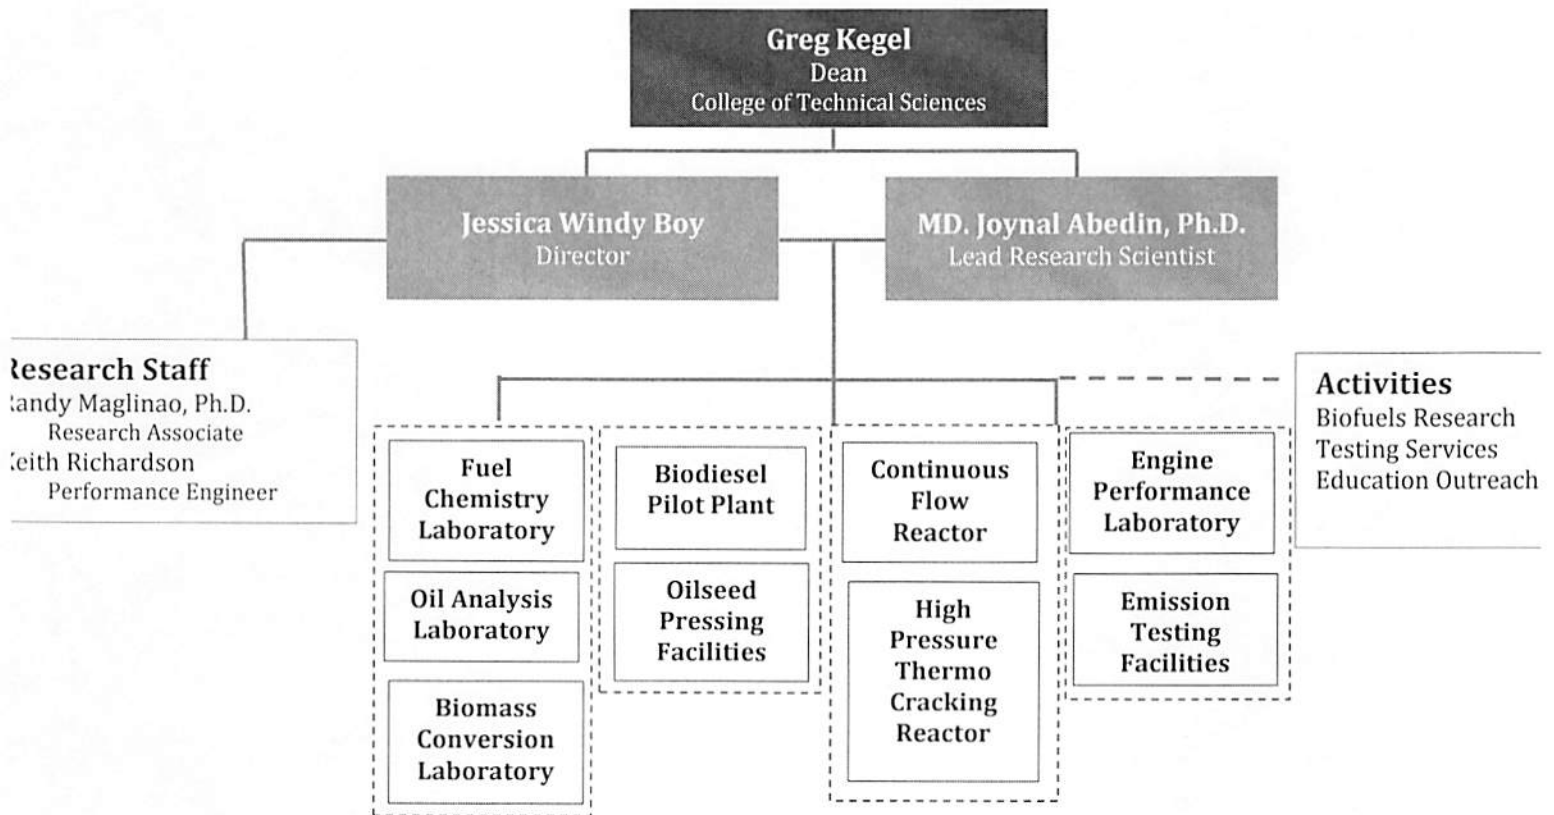 Greg Kegel
Dean
College of Technical Sciences
Jessica Windy Boy
Director
MD. Joynal Abedin, Ph.D.
Lead Research Scientist
Research Staff
Randy Maglinao, Ph.D.
Research Associate
Keith Richardson
Performance Engineer
Activities
Biofuels Research
Testing Services
Education Outreach
Fuel
Chemistry
Laboratory
Oil Analysis
Laboratory
Biomass
Conversion
Laboratory
Biodiesel
Pilot Plant
Oilseed
Pressing
Facilities
Continuous
Flow
Reactor
High
Pressure
Thermo
Cracking
Reactor
Engine
Performance
Laboratory
Emission
Testing
Facilities